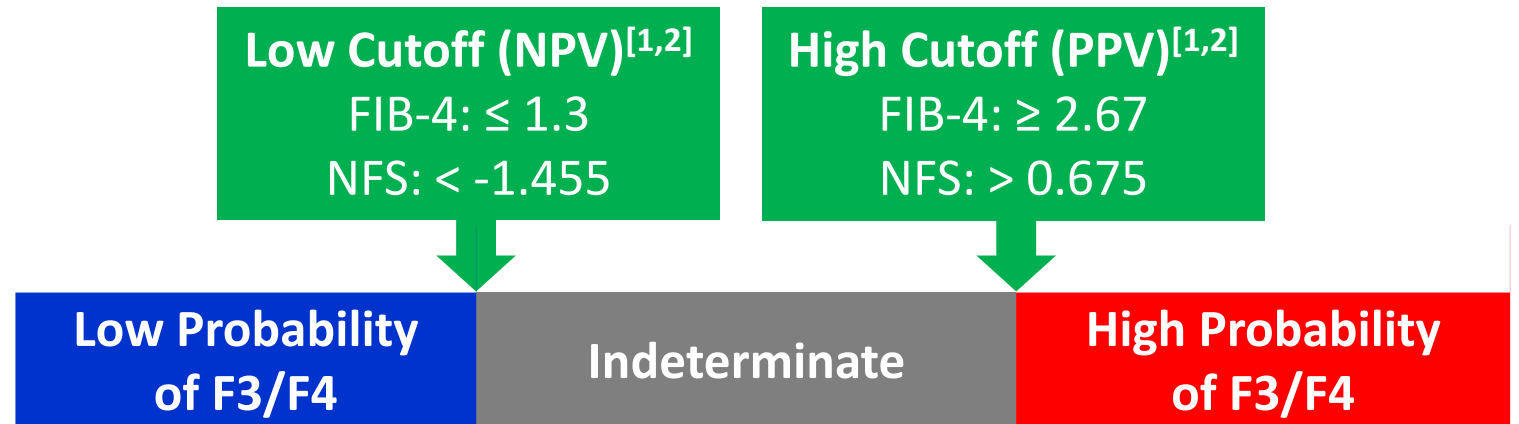 Low Cutoff (NPV)[1,2]
FIB-4: ≤ 1.3
NFS: < -1.455
High Cutoff (PPV)[1,2]
FIB-4: ≥ 2.67
NFS: > 0.675
Low Probability
of F3/F4
Indeterminate
High Probability
of F3/F4